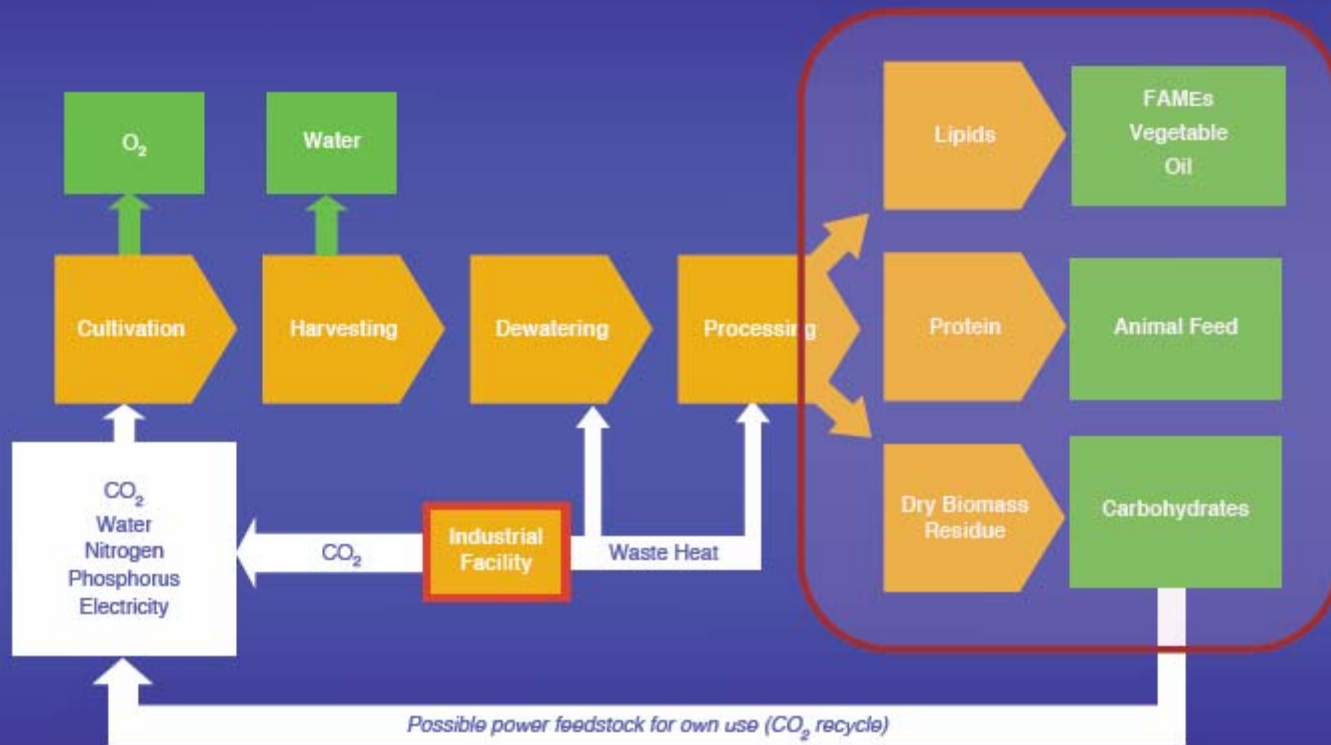 O₂
Water
Cultivation
Harvesting
Dewatering
Processing
Lipids
FAMEs
Vegetable
Oil
Protein
Animal Feed
Dry Biomass
Residue
Carbohydrates
CO₂
Water
Nitrogen
Phosphorus
Electricity
CO₂
Industrial
Facility
Waste Heat
Possible power feedstock for own use (CO₂ recycle)